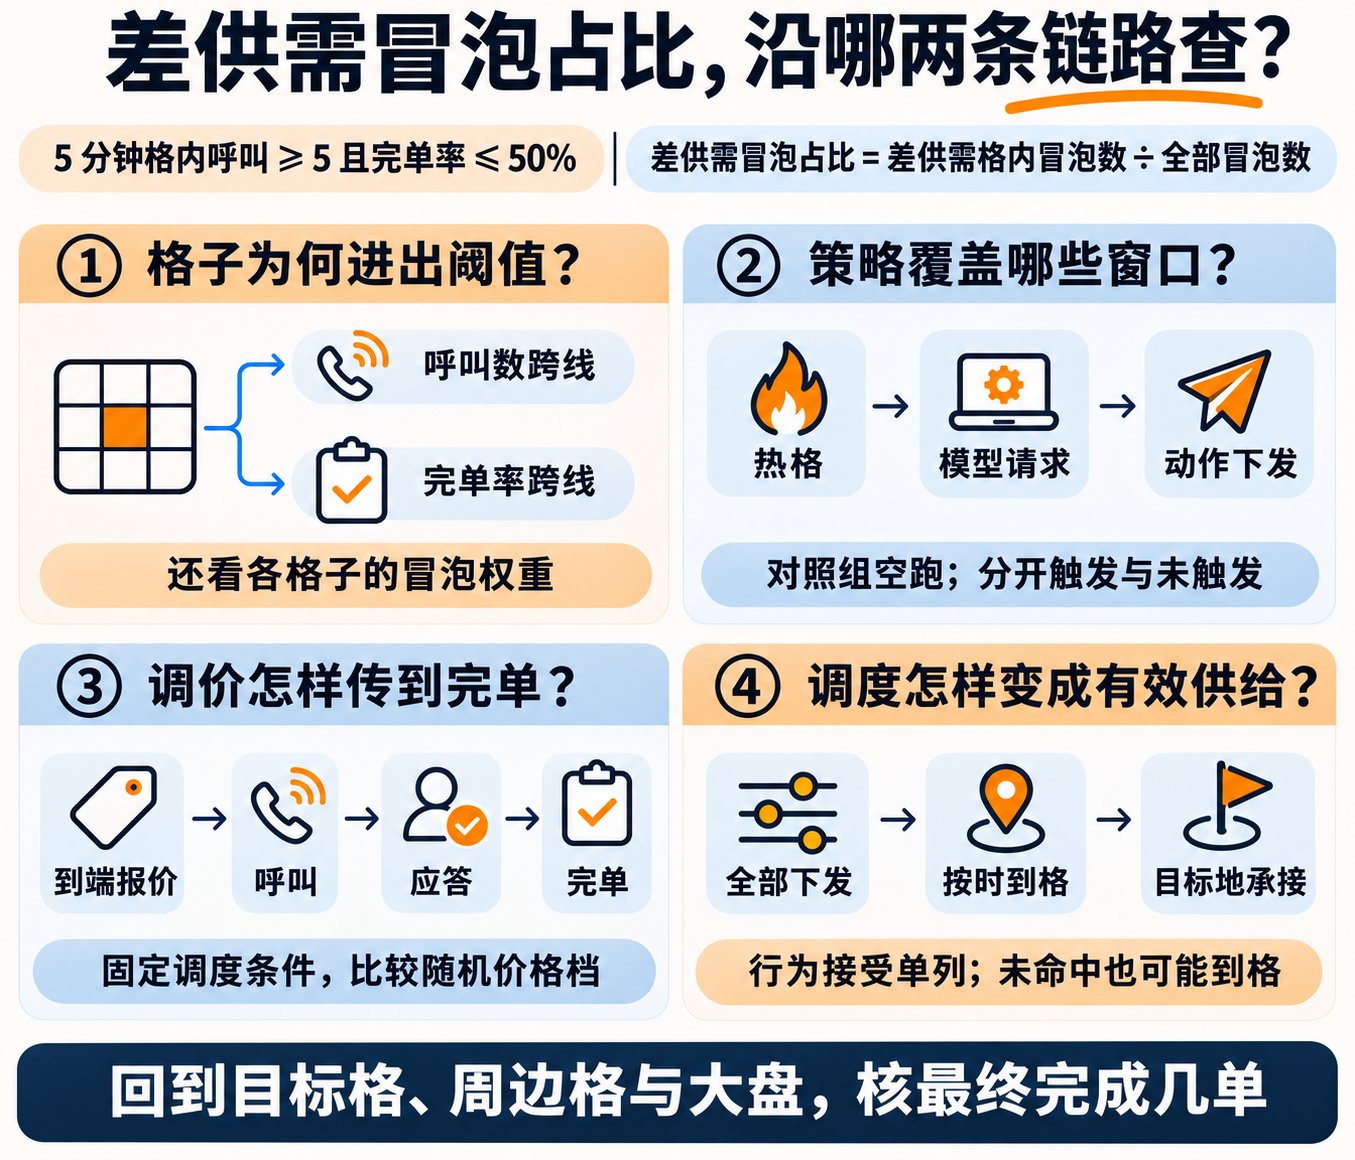 差供需冒泡占比，沿哪两条链路查？
5 分钟格内呼叫 ≥ 5 且完单率 ≤ 50%
差供需冒泡占比 = 差供需格内冒泡数 ÷ 全部冒泡数
① 格子为何进出阈值？
呼叫数跨线
完单率跨线
还看各格子的冒泡权重
② 策略覆盖哪些窗口？
热格
模型请求
动作下发
对照组空跑；分开触发与未触发
③ 调价怎样传到完单？
到端报价
呼叫
应答
完单
固定调度条件，比较随机价格档
④ 调度怎样变成有效供给？
全部下发
按时到格
目标地承接
行为接受单列；未命中也可能到格
回到目标格、周边格与大盘，核最终完成几单